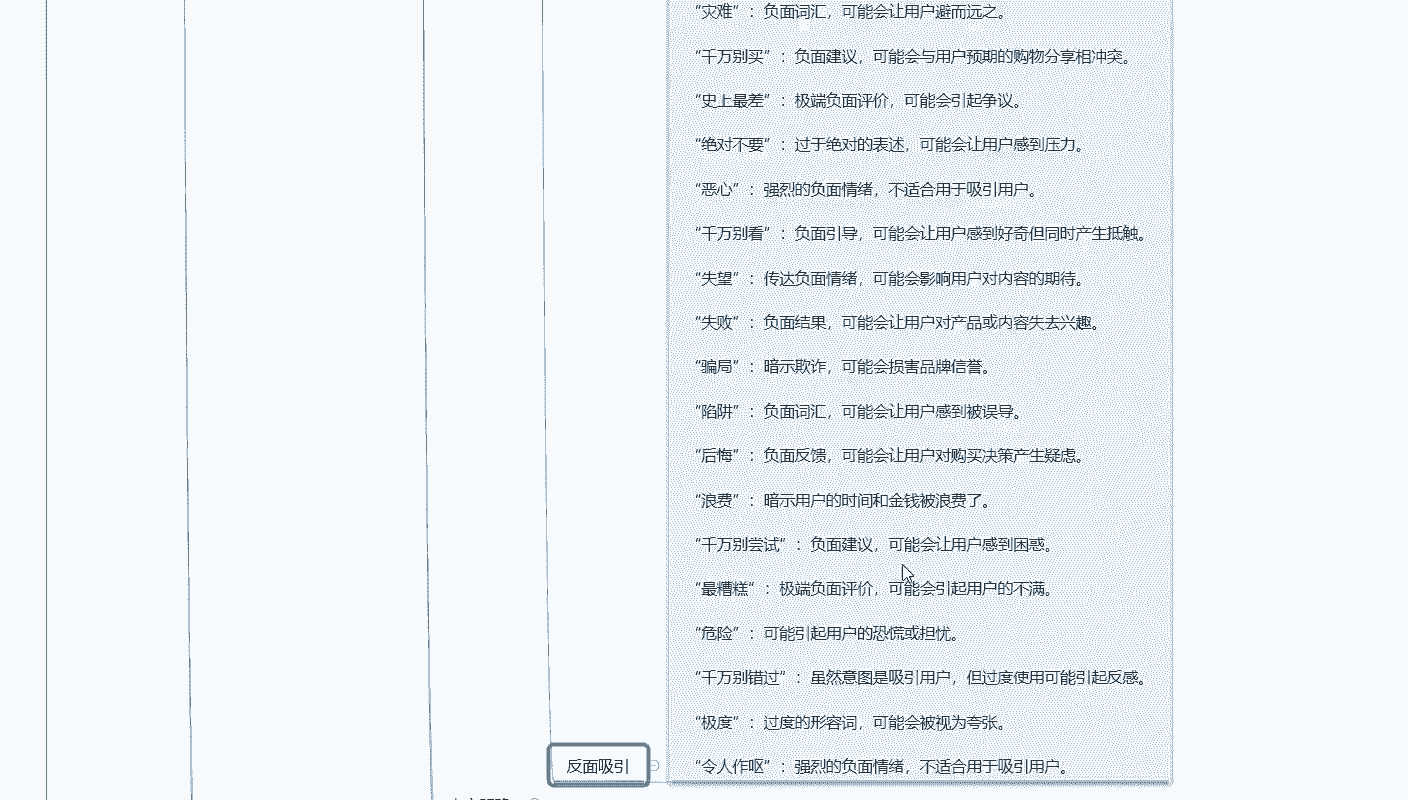 “灾难”：负面词汇，可能会让用户避而远之。
“千万别买”：负面建议，可能会与用户预期的购物分享相冲突。
“史上最差”：极端负面评价，可能会引起争议。
“绝对不要”：过于绝对的表述，可能会让用户感到压力。
“恶心”：强烈的负面情绪，不适合用于吸引用户。
“千万别看”：负面引导，可能会让用户感到好奇但同时产生抵触。
“失望”：传达负面情绪，可能会影响用户对内容的期待。
“失败”：负面结果，可能会让用户对产品或内容失去兴趣。
“骗局”：暗示欺诈，可能会损害品牌信誉。
“陷阱”：负面词汇，可能会让用户感到被误导。
“后悔”：负面反馈，可能会让用户对购买决策产生疑虑。
“浪费”：暗示用户的时间和金钱被浪费了。
“千万别尝试”：负面建议，可能会让用户感到困惑。
“最糟糕”：极端负面评价，可能会引起用户的不满。
“危险”：可能引起用户的恐慌或担忧。
“千万别错过”：虽然意图是吸引用户，但过度使用可能引起反感。
“极度”：过度的形容词，可能会被视为夸张。
反面吸引
“令人作呕”：强烈的负面情绪，不适合用于吸引用户。